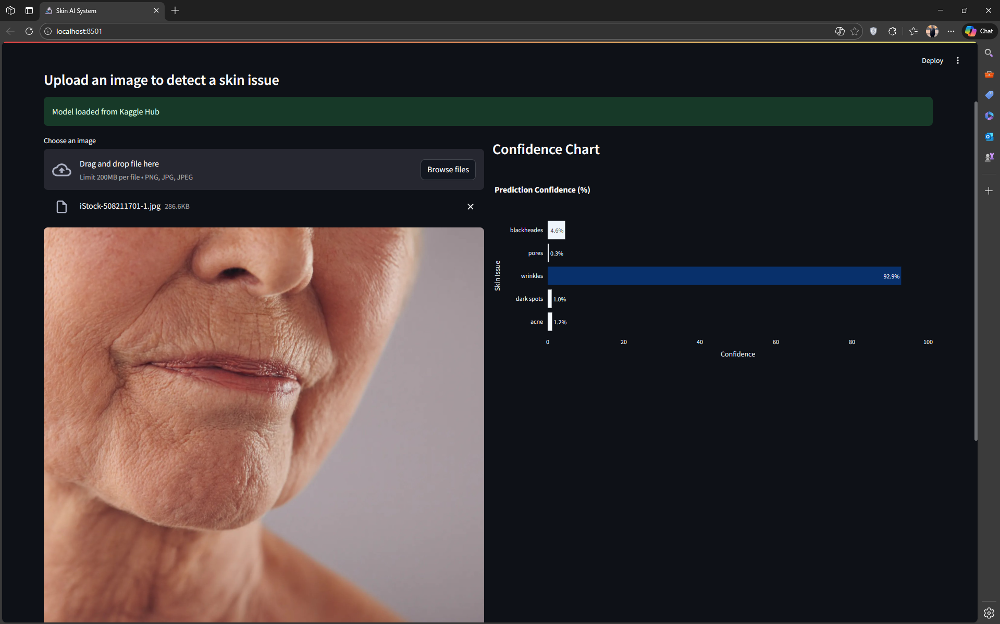 Skin AI System
localhost:8501
Chat
Deploy
Upload an image to detect a skin issue
Model loaded from Kaggle Hub
Choose an image
Drag and drop file here
Limit 200MB per file • PNG, JPG, JPEG
Browse files
iStock-508211701-1.jpg 286.6KB
Confidence Chart
Prediction Confidence (%)
Skin Issue
blackheades 4.6%
pores 0.3%
wrinkles 92.9%
dark spots 1.0%
acne 1.2%
0 20 40 60 80 100
Confidence